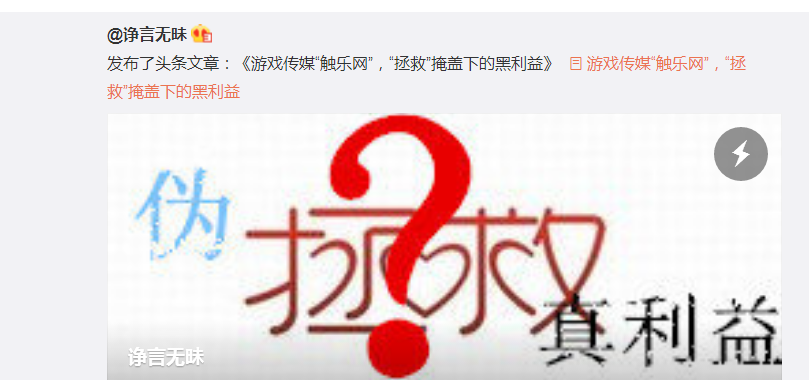 @诤言无昧
发布了头条文章：《游戏传媒“触乐网”，“拯救”掩盖下的黑利益》 游戏传媒“触乐网”，“拯
救”掩盖下的黑利益
伪
拯救
?
真利益
诤言无昧